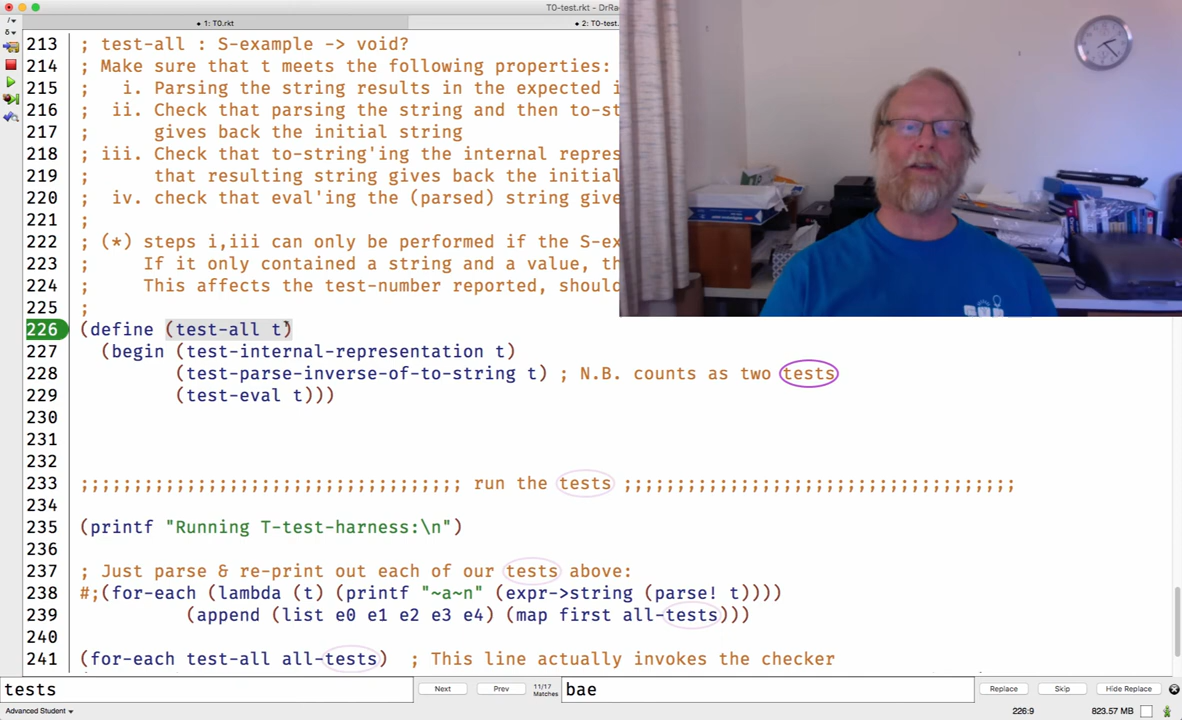 T0-test.rkt - DrRa
1: T0.rkt
2: T0-test.
213 ; test-all : S-example -> void?
214 ; Make sure that t meets the following properties:
215 ;   i. Parsing the string results in the expected i
216 ;  ii. Check that parsing the string and then to-st
217 ;      gives back the initial string
218 ; iii. Check that to-string'ing the internal repres
219 ;      that resulting string gives back the initial
220 ;  iv. check that eval'ing the (parsed) string give
221 ;
222 ; (*) steps i,iii can only be performed if the S-ex
223 ;     If it only contained a string and a value, th
224 ;     This affects the test-number reported, shoul
225 ;
226 (define (test-all t)
227   (begin (test-internal-representation t)
228          (test-parse-inverse-of-to-string t) ; N.B. counts as two tests
229          (test-eval t)))
230
231
232
233 ;;;;;;;;;;;;;;;;;;;;;;;;;;;;;;;;;;; run the tests ;;;;;;;;;;;;;;;;;;;;;;;;;;;;;;;;;;;;
234
235 (printf "Running T-test-harness:\n")
236
237 ; Just parse & re-print out each of our tests above:
238 #;(for-each (lambda (t) (printf "~a~n" (expr->string (parse! t))))
239           (append (list e0 e1 e2 e3 e4) (map first all-tests)))
240
241 (for-each test-all all-tests)  ; This line actually invokes the checker
tests Next Prev 11/17 Matches bae Replace Skip Hide Replace
Advanced Student 226:9 823.57 MB